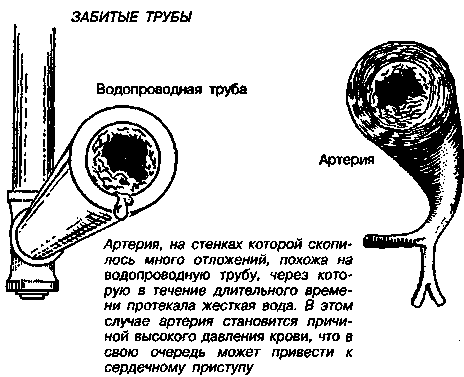 ЗАБИТЫЕ ТРУБЫ
Водопроводная труба
Артерия
Артерия, на стенках которой скопи-
лось много отложений, похожа на
водопроводную трубу, через кото-
рую в течение длительного време-
ни протекала жесткая вода. В этом
случае артерия становится причи-
ной высокого давления крови, что в
свою очередь может привести к
сердечному приступу